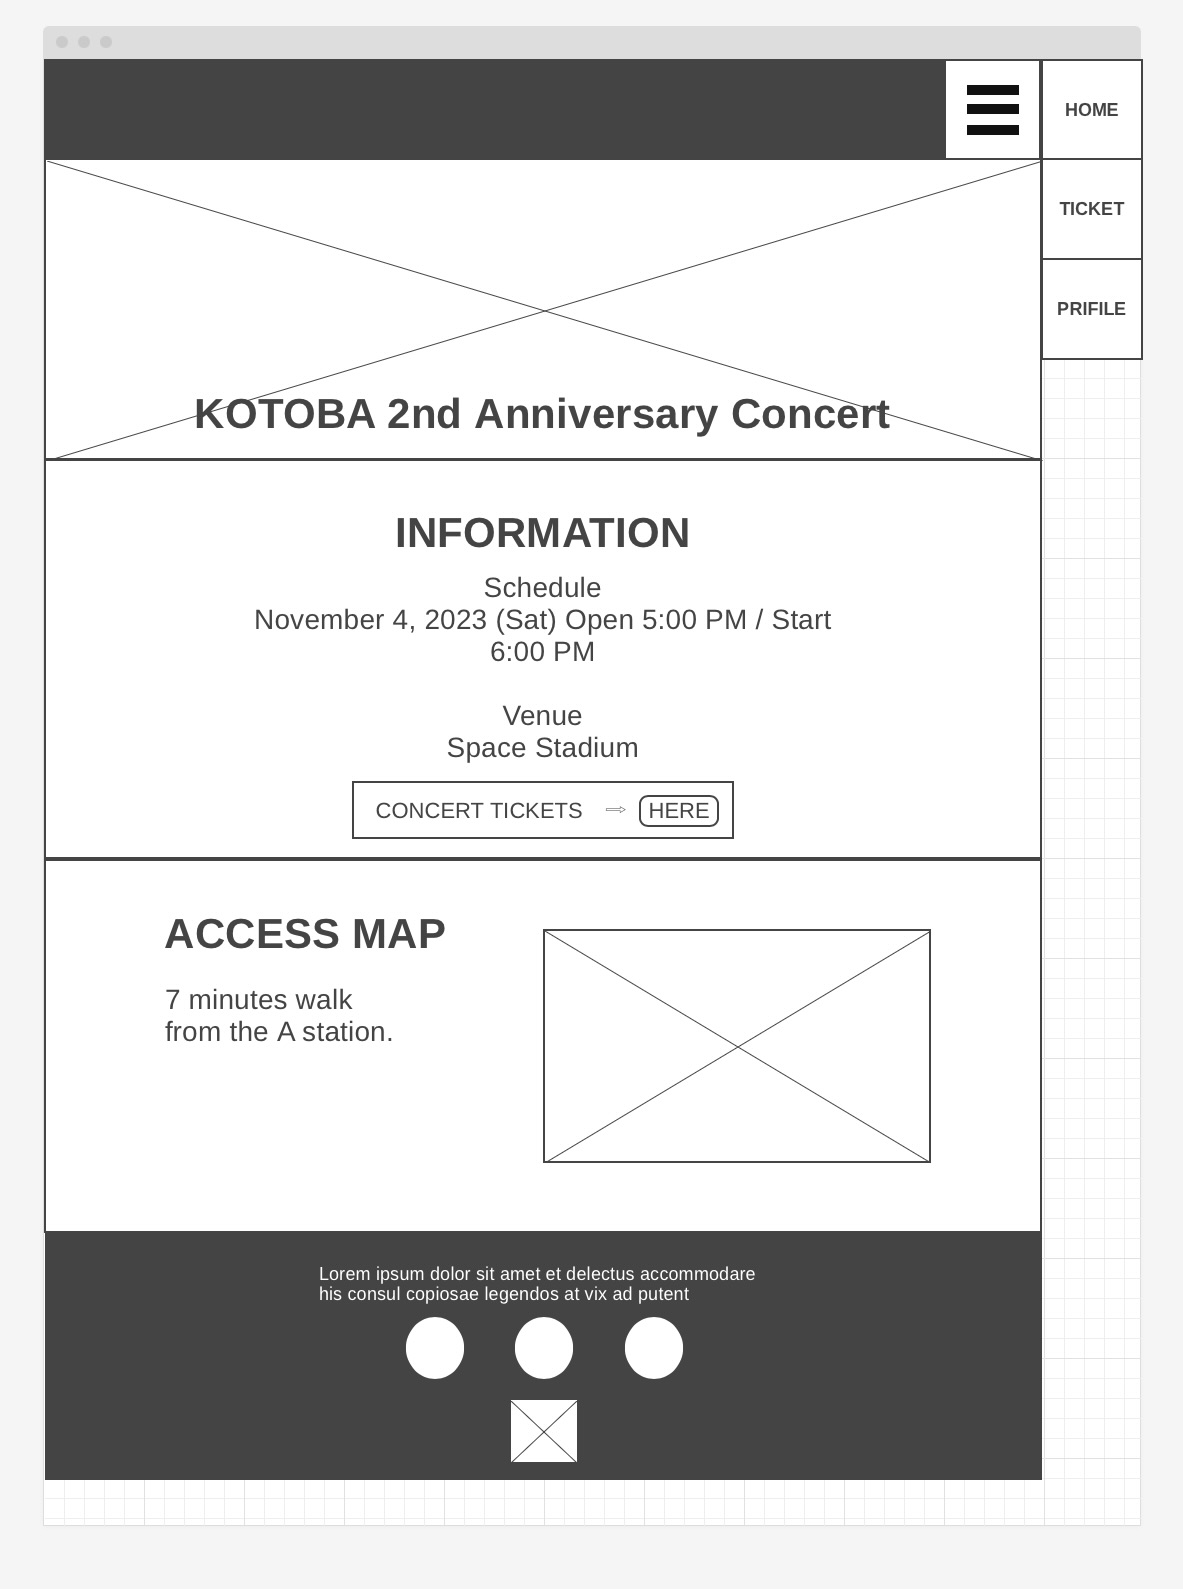 HOME
TICKET
PRIFILE
KOTOBA 2nd Anniversary Concert
INFORMATION
Schedule
November 4, 2023 (Sat) Open 5:00 PM / Start
6:00 PM
Venue
Space Stadium
CONCERT TICKETS ⇒ HERE
ACCESS MAP
7 minutes walk
from the A station.
Lorem ipsum dolor sit amet et delectus accommodare
his consul copiosae legendos at vix ad putent